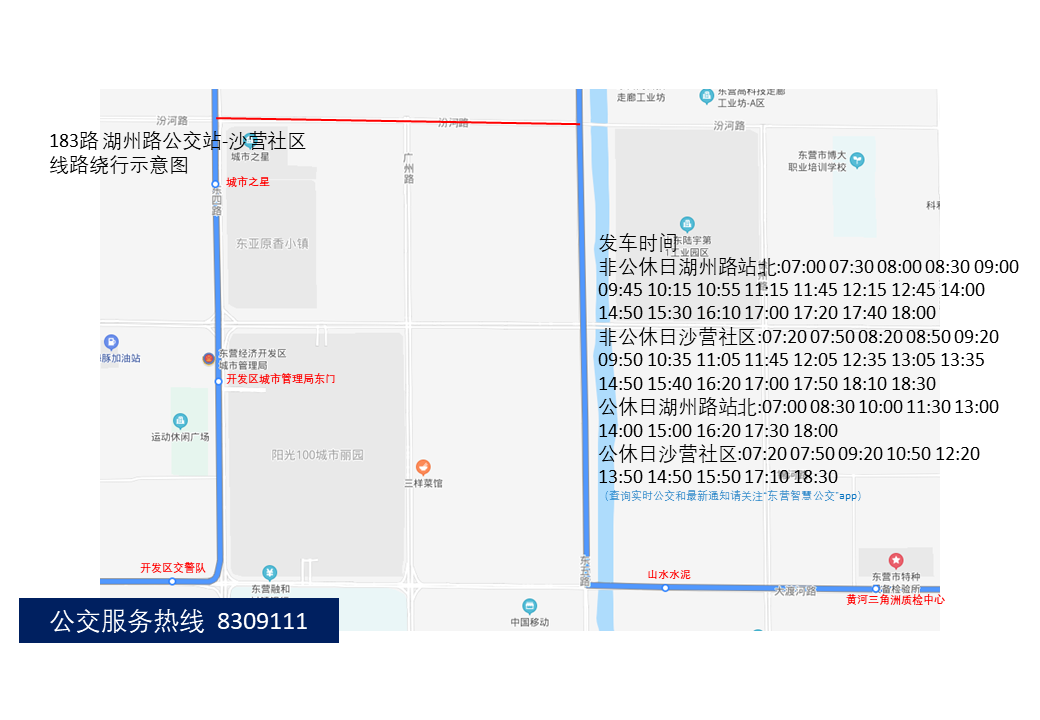 走廊工业坊
东营高科技走廊
工业坊-A区
汾河路
汾河路
汾河路
183路 湖州路公交站-沙营社区
线路绕行示意图
城市之星
城市之星
东四路
广州路
东营市博大
职业培训学校
东亚原香小镇
东陆宇第
1工业园区
发车时间
非公休日湖州路站北:07:00 07:30 08:00 08:30 09:00
09:45 10:15 10:55 11:15 11:45 12:15 12:45 14:00
14:50 15:30 16:10 17:00 17:20 17:40 18:00
非公休日沙营社区:07:20 07:50 08:20 08:50 09:20
09:50 10:35 11:05 11:45 12:05 12:35 13:05 13:35
14:50 15:40 16:20 17:00 17:50 18:10 18:30
公休日湖州路站北:07:00 08:30 10:00 11:30 13:00
14:00 15:00 16:20 17:30 18:00
公休日沙营社区:07:20 07:50 09:20 10:50 12:20
13:50 14:50 15:50 17:10 18:30
（查询实时公交和最新通知请关注“东营智慧公交”app）
加油站
东营经济开发区
城市管理局
开发区城市管理局东门
运动休闲广场
阳光100城市丽园
三样菜馆
开发区交警队
东营融和
东五路
山水水泥
大渡河路
东营市特种
设备检验所
黄河三角洲质检中心
中国移动
公交服务热线 8309111